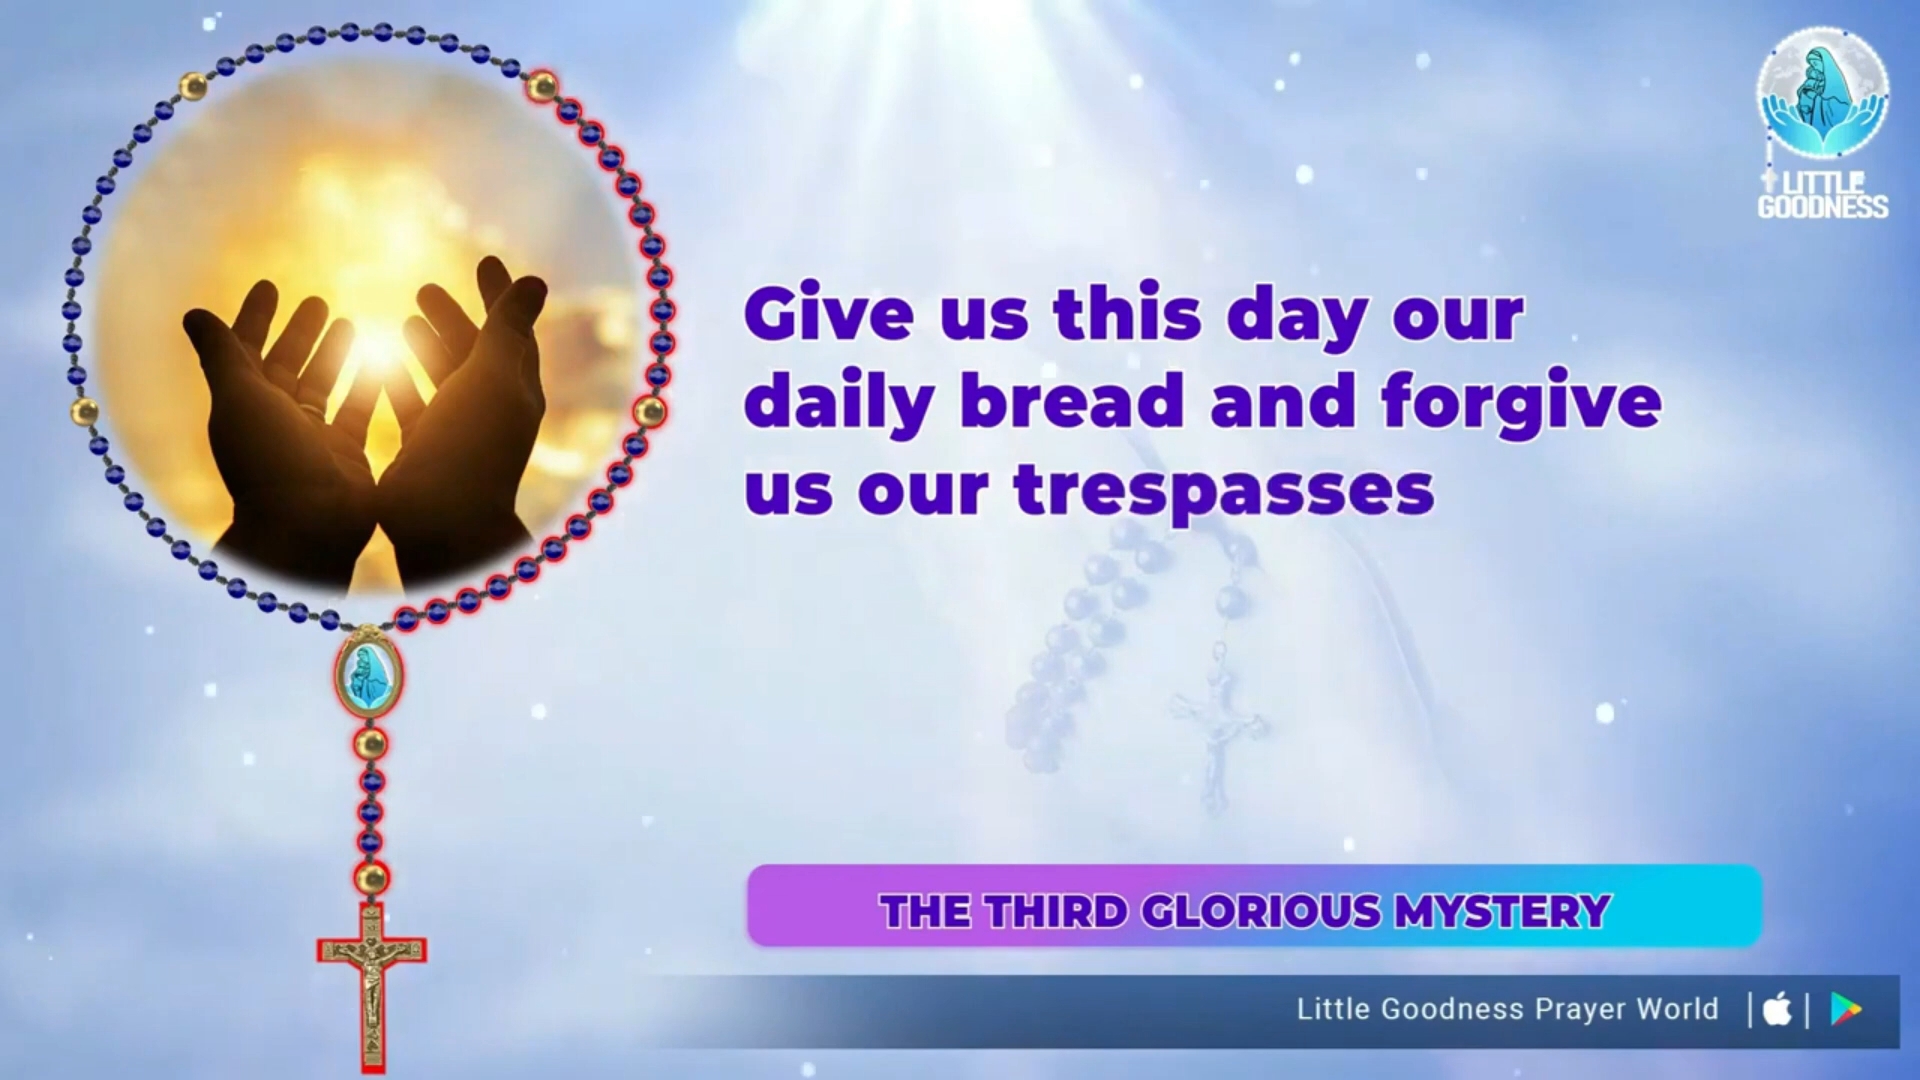 LITTLE
GOODNESS
Give us this day our
daily bread and forgive
us our trespasses
THE THIRD GLORIOUS MYSTERY
Little Goodness Prayer World